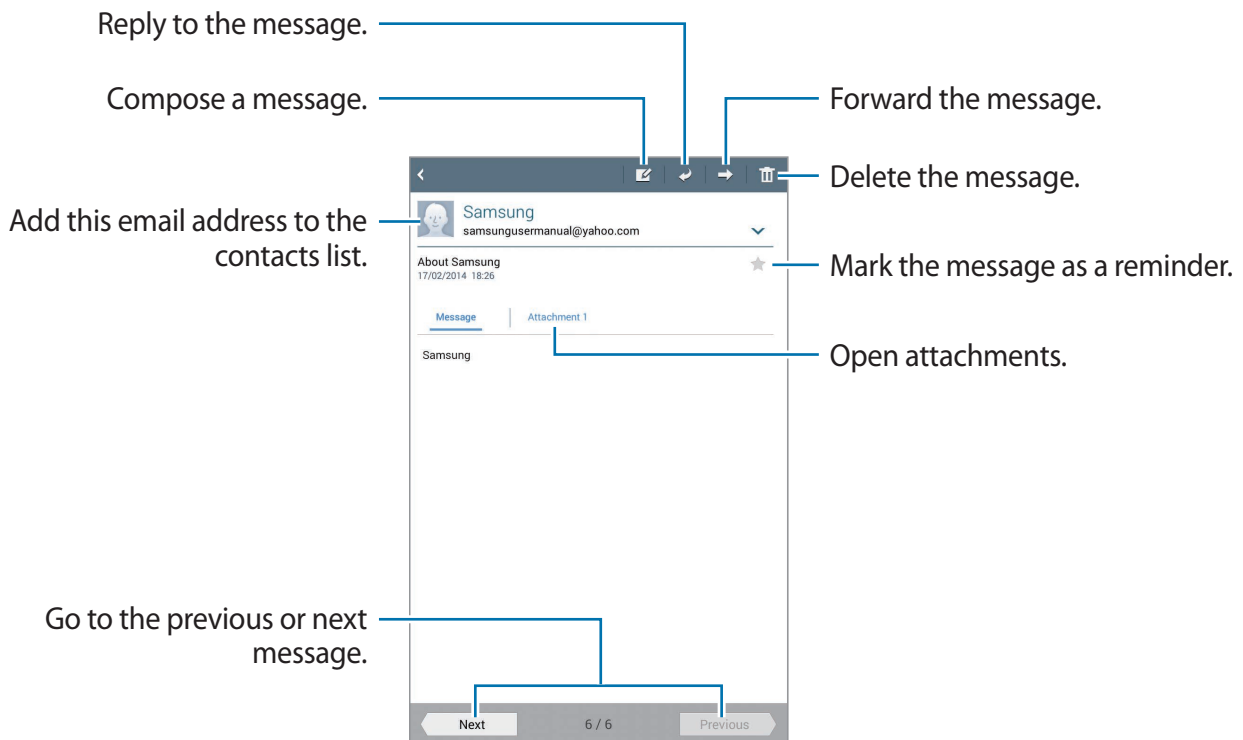 Reply to the message.
Compose a message.
Forward the message.
Delete the message.
Add this email address to the
contacts list.
Samsung
samsungusermanual@yahoo.com
About Samsung
17/02/2014 18:26
Mark the message as a reminder.
Message
Attachment 1
Open attachments.
Samsung
Go to the previous or next
message.
Next
6 / 6
Previous